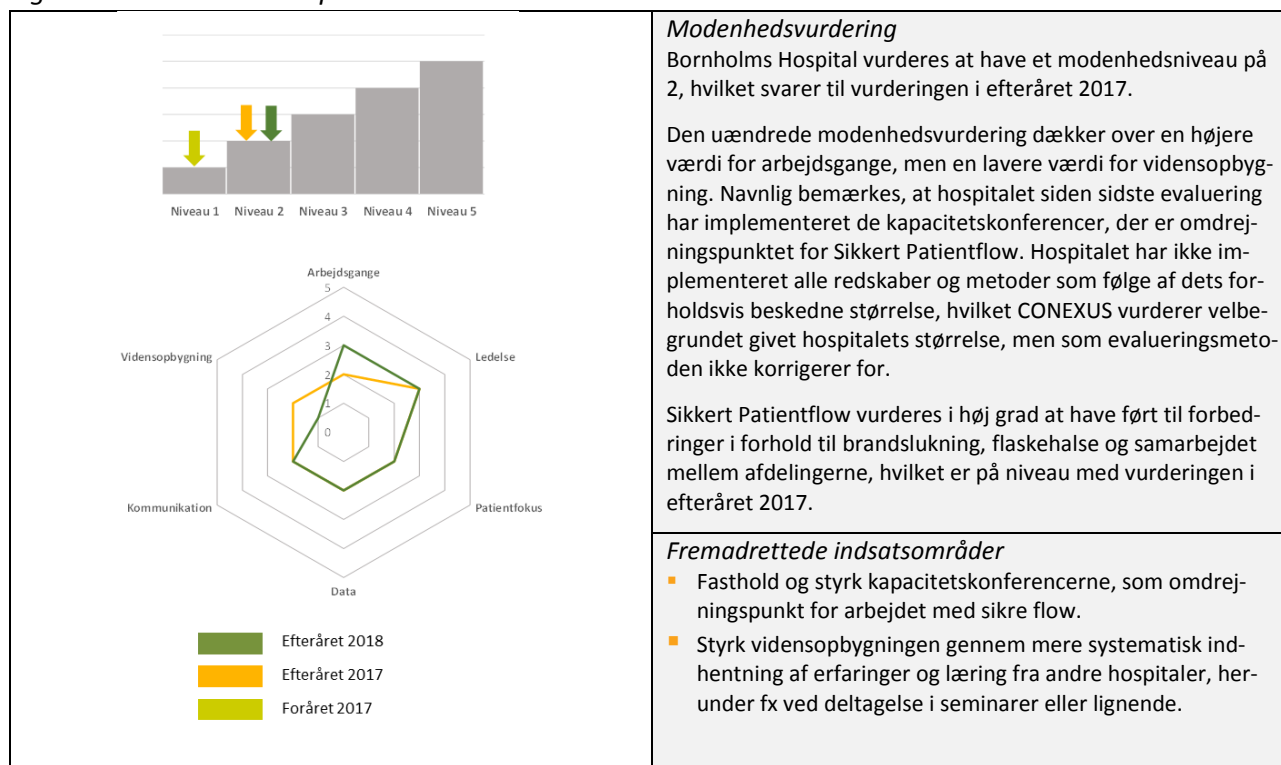 Modenhedsvurdering
Bornholms Hospital vurderes at have et modenhedsniveau på
2, hvilket svarer til vurderingen i efteråret 2017.
Den uændrede modenhedsvurdering dækker over en højere
værdi for arbejdsgange, men en lavere værdi for vidensopbyg-
ning. Navnlig bemærkes, at hospitalet siden sidste evaluering
har implementeret de kapacitetskonferencer, der er omdrej-
ningspunktet for Sikkert Patientflow. Hospitalet har ikke im-
plementeret alle redskaber og metoder som følge af dets for-
holdsvis beskedne størrelse, hvilket CONEXUS vurderer velbe-
grundet givet hospitalets størrelse, men som evalueringsmeto-
den ikke korrigerer for.
Sikkert Patientflow vurderes i høj grad at have ført til forbed-
ringer i forhold til brandslukning, flaskehalse og samarbejdet
mellem afdelingerne, hvilket er på niveau med vurderingen i
efteråret 2017.
Fremadrettede indsatsområder
▪ Fasthold og styrk kapacitetskonferencerne, som omdrej-
ningspunkt for arbejdet med sikre flow.
▪ Styrk vidensopbygningen gennem mere systematisk ind-
hentning af erfaringer og læring fra andre hospitaler, her-
under fx ved deltagelse i seminarer eller lignende.
Niveau 1 Niveau 2 Niveau 3 Niveau 4 Niveau 5
Arbejdsgange
5
4
3
2
1
0
Vidensopbygning
Ledelse
Kommunikation
Patientfokus
Data
Efteråret 2018
Efteråret 2017
Foråret 2017